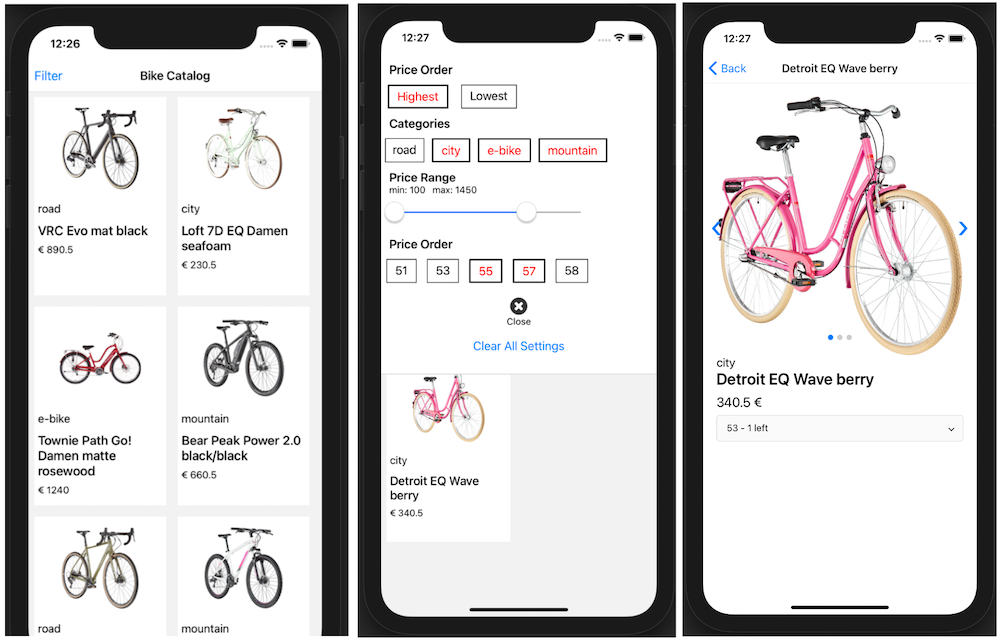 12:26
Filter
Bike Catalog
road
VRC Evo mat black
€ 890.5
city
Loft 7D EQ Damen
seafoam
€ 230.5
e-bike
Townie Path Go!
Damen matte
rosewood
€ 1240
mountain
Bear Peak Power 2.0
black/black
€ 660.5
road
mountain
12:27
Price Order
Highest
Lowest
Categories
road
city
e-bike
mountain
Price Range
min: 100 max: 1450
Price Order
51
53
55
57
58
Close
Clear All Settings
city
Detroit EQ Wave
berry
€ 340.5
12:27
Back
Detroit EQ Wave berry
city
Detroit EQ Wave berry
340.5 €
53 - 1 left